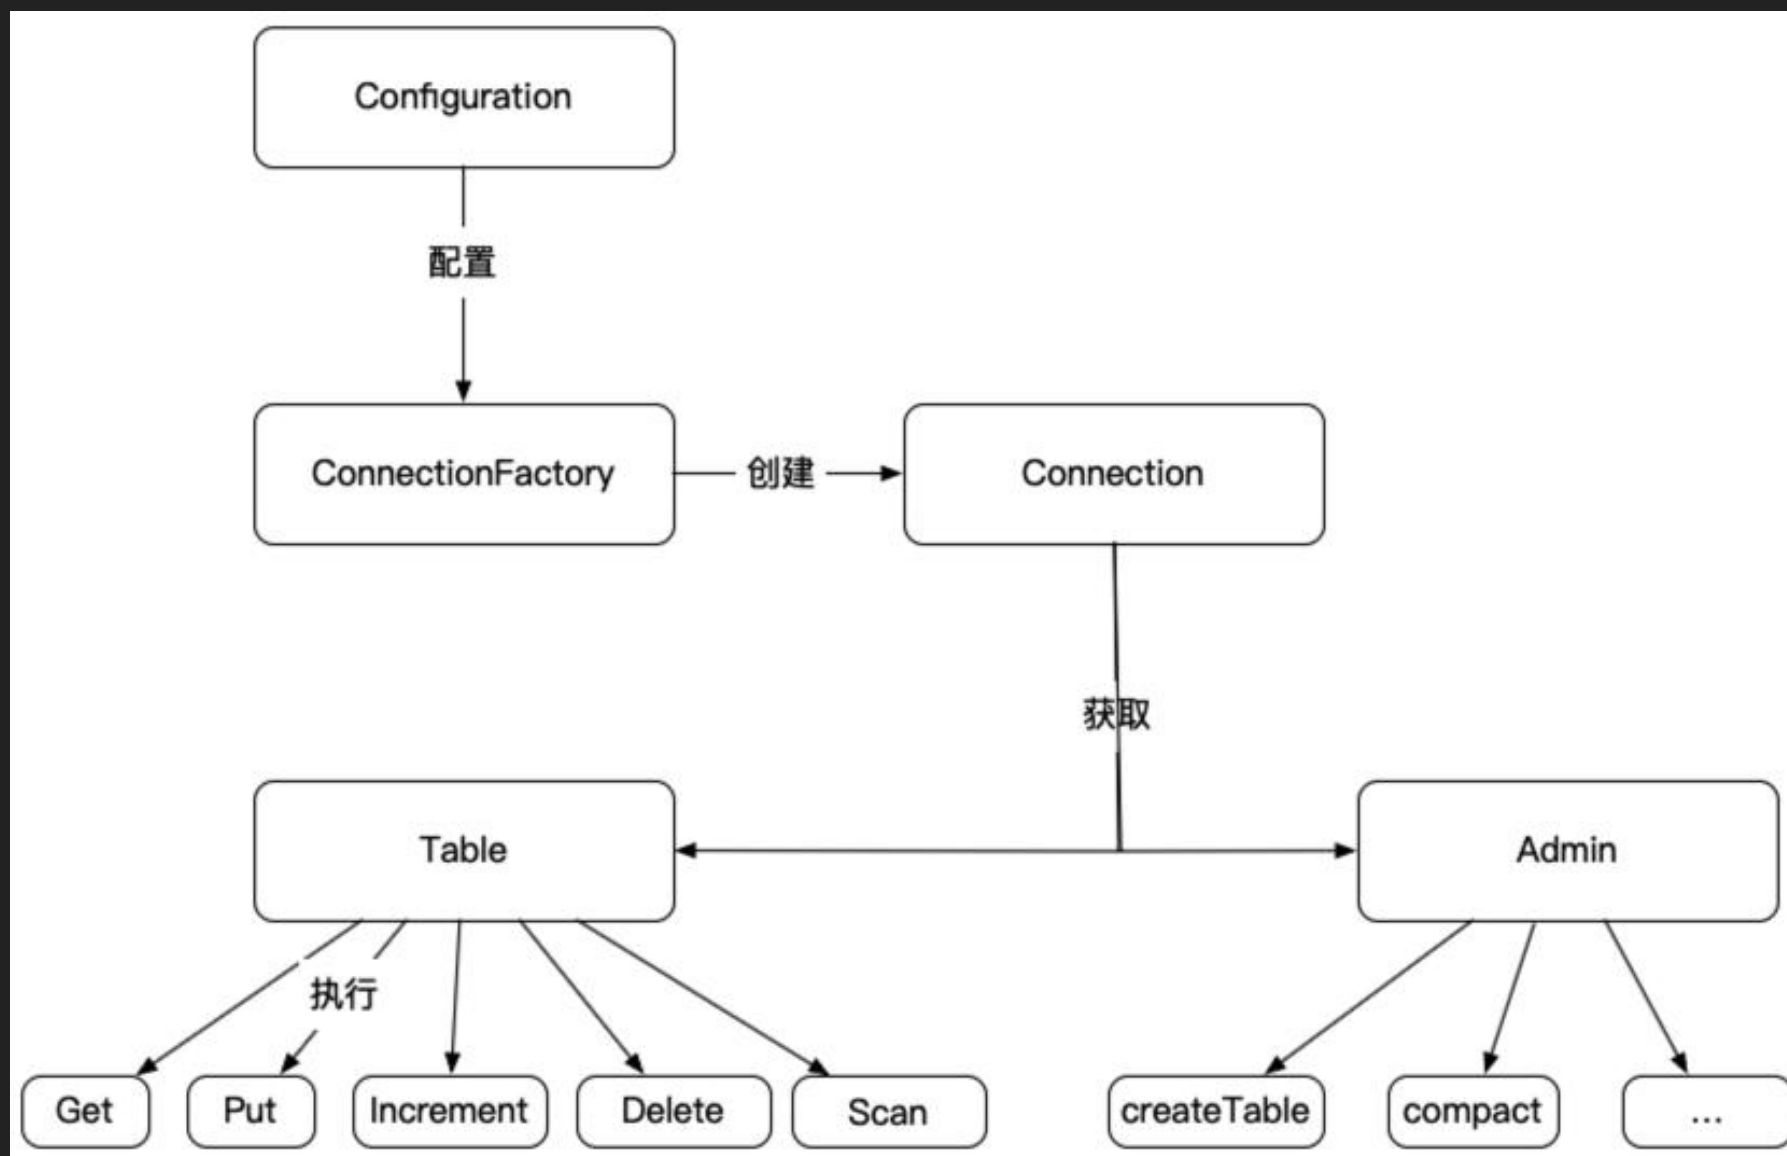 Configuration
配置
ConnectionFactory
创建
Connection
获取
Table
Admin
执行
Get
Put
Increment
Delete
Scan
createTable
compact
...